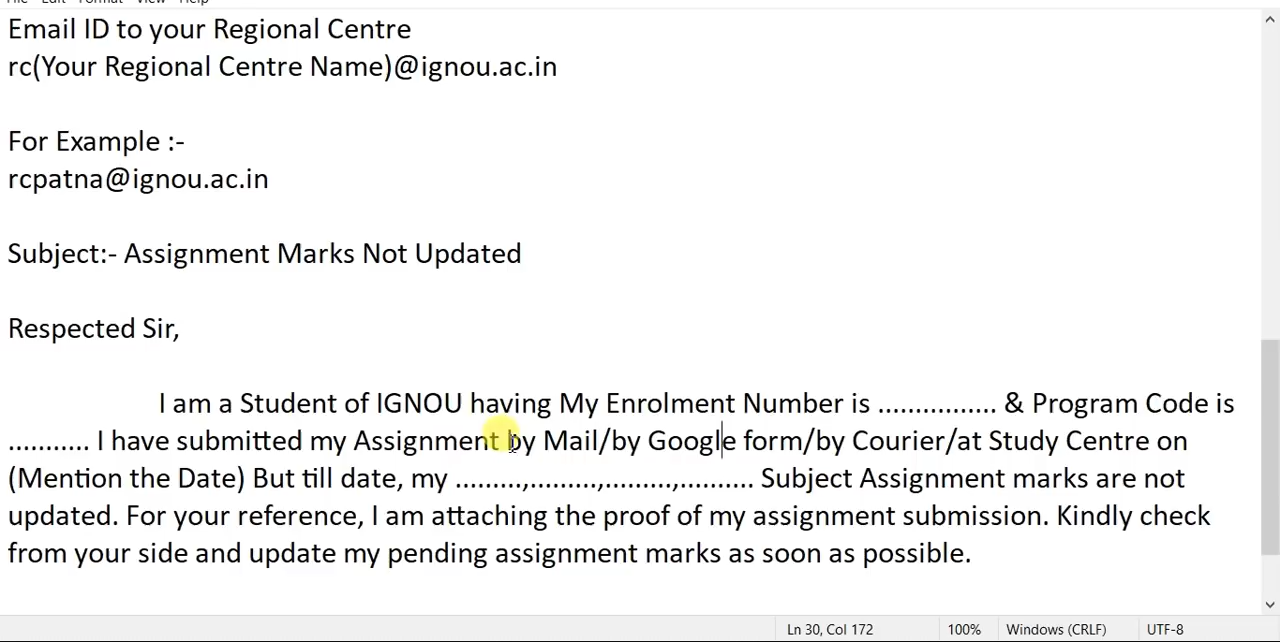 File Edit Format View Help
Email ID to your Regional Centre
rc(Your Regional Centre Name)@ignou.ac.in
For Example :-
rcpatna@ignou.ac.in
Subject:- Assignment Marks Not Updated
Respected Sir,
I am a Student of IGNOU having My Enrolment Number is ................ & Program Code is
........... I have submitted my Assignment by Mail/by Google form/by Courier/at Study Centre on
(Mention the Date) But till date, my .........,.........,.........,.......... Subject Assignment marks are not
updated. For your reference, I am attaching the proof of my assignment submission. Kindly check
from your side and update my pending assignment marks as soon as possible.
Ln 30, Col 172 100% Windows (CRLF) UTF-8